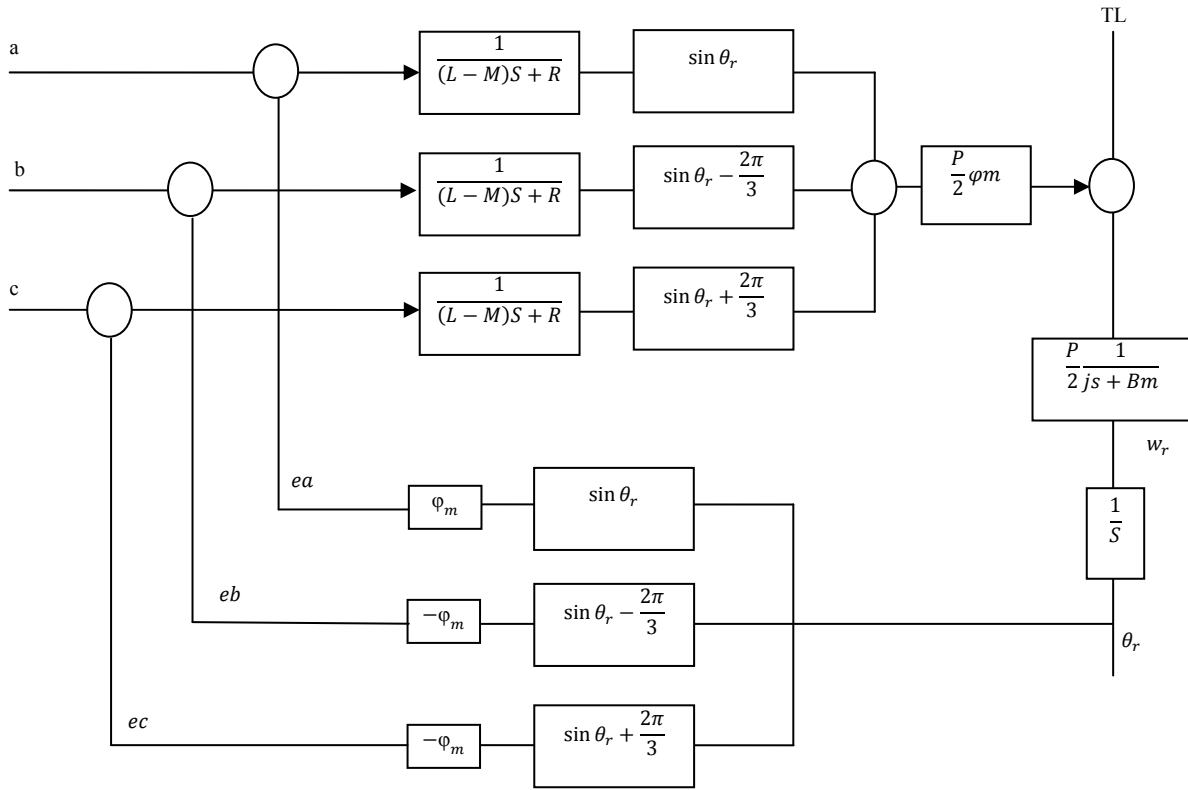 TL
a
1/((L − M)S + R)
sin θr
b
1/((L − M)S + R)
sin θr − 2π/3
P/2 φm
c
1/((L − M)S + R)
sin θr + 2π/3
P/2 1/(js + Bm)
wr
ea
φm
sin θr
1/S
eb
−φm
sin θr − 2π/3
θr
ec
−φm
sin θr + 2π/3